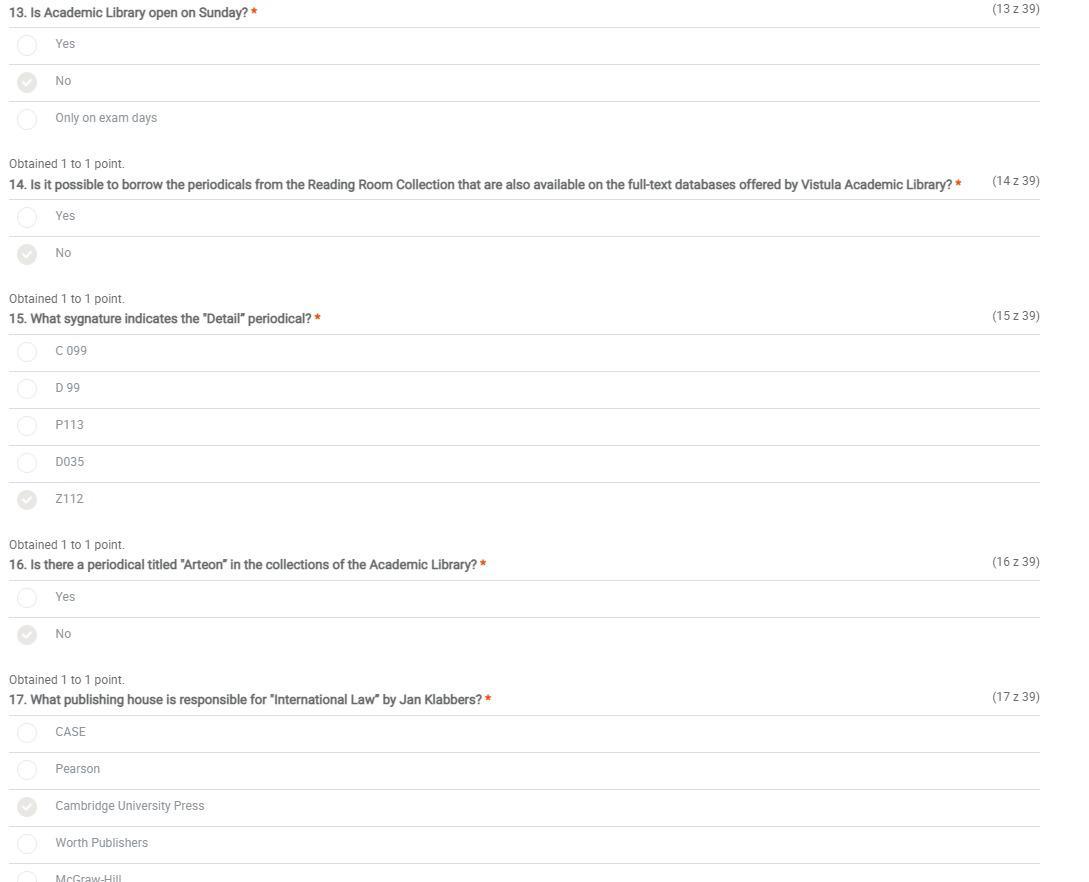 13. Is Academic Library open on Sunday? *
(13 z 39)
Yes
No
Only on exam days
Obtained 1 to 1 point.
14. Is it possible to borrow the periodicals from the Reading Room Collection that are also available on the full-text databases offered by Vistula Academic Library? *
(14 z 39)
Yes
No
Obtained 1 to 1 point.
15. What sygnature indicates the "Detail” periodical? *
(15 z 39)
C 099
D 99
P113
D035
Z112
Obtained 1 to 1 point.
16. Is there a periodical titled "Arteon” in the collections of the Academic Library? *
(16 z 39)
Yes
No
Obtained 1 to 1 point.
17. What publishing house is responsible for "International Law” by Jan Klabbers? *
(17 z 39)
CASE
Pearson
Cambridge University Press
Worth Publishers
McGraw-Hill